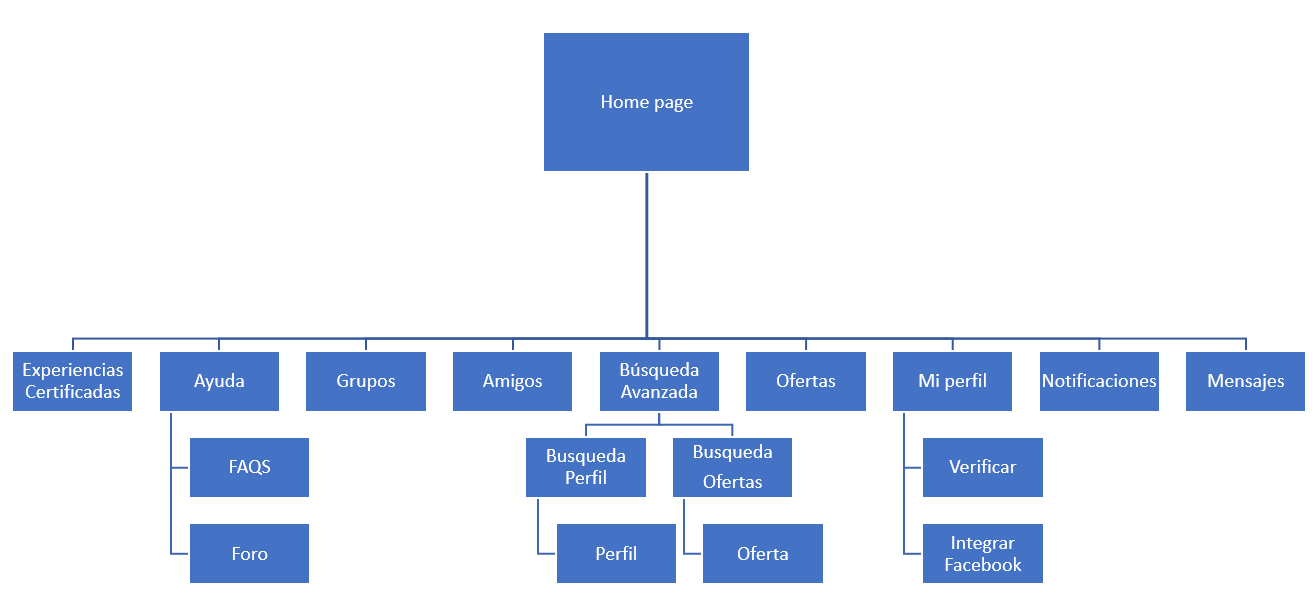 Home page
Experiencias
Certificadas
Ayuda
Grupos
Amigos
Búsqueda
Avanzada
Ofertas
Mi perfil
Notificaciones
Mensajes
FAQS
Foro
Busqueda
Perfil
Perfil
Busqueda
Ofertas
Oferta
Verificar
Integrar
Facebook